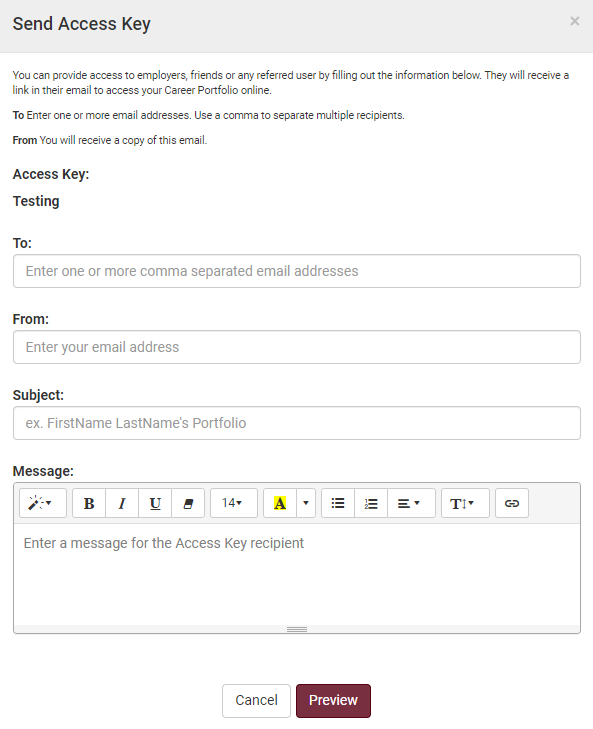 Send Access Key ×
You can provide access to employers, friends or any referred user by filling out the information below. They will receive a
link in their email to access your Career Portfolio online.
To Enter one or more email addresses. Use a comma to separate multiple recipients.
From You will receive a copy of this email.
Access Key:
Testing
To:
Enter one or more comma separated email addresses
From:
Enter your email address
Subject:
ex. FirstName LastName's Portfolio
Message:
B I U 14 A T
Enter a message for the Access Key recipient
Cancel Preview